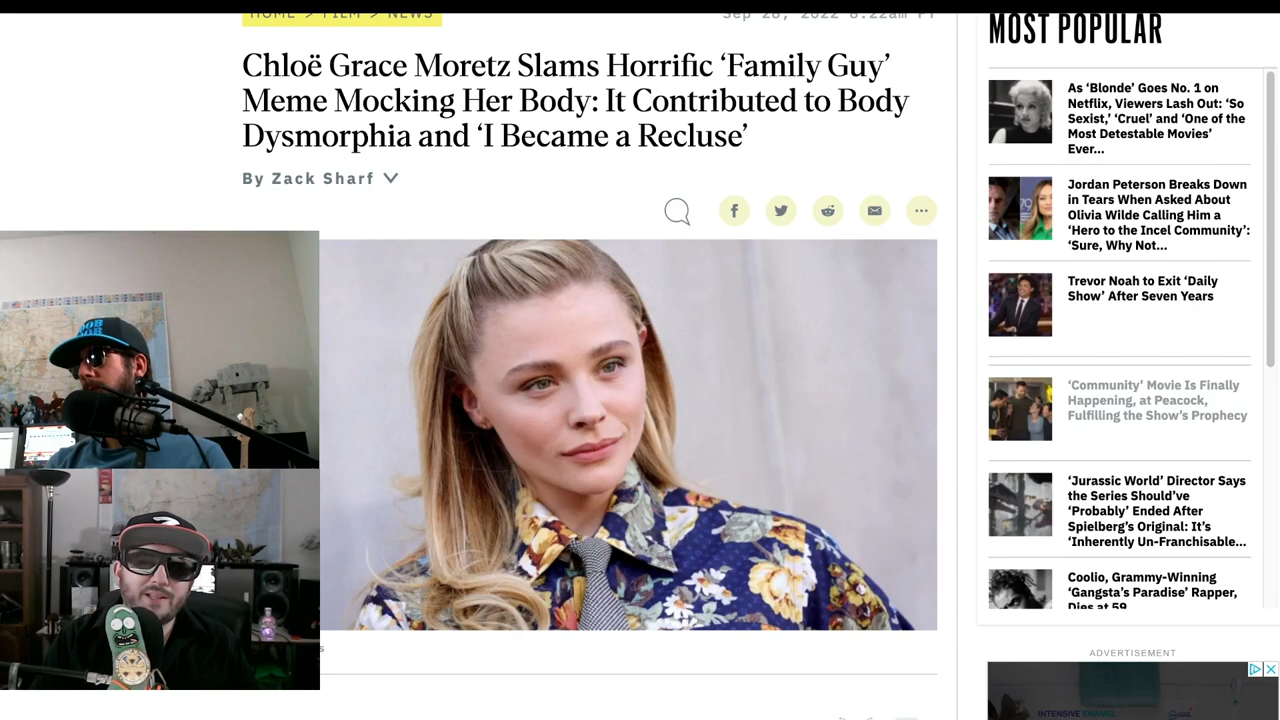 HOME > FILM > NEWS
Sep 28, 2022 8:22am PT
Chloë Grace Moretz Slams Horrific ‘Family Guy’
Meme Mocking Her Body: It Contributed to Body
Dysmorphia and ‘I Became a Recluse’
By Zack Sharf
MOST POPULAR
As ‘Blonde’ Goes No. 1 on
Netflix, Viewers Lash Out: ‘So
Sexist,’ ‘Cruel’ and ‘One of the
Most Detestable Movies’
Ever...
Jordan Peterson Breaks Down
in Tears When Asked About
Olivia Wilde Calling Him a
‘Hero to the Incel Community’:
‘Sure, Why Not...
Trevor Noah to Exit ‘Daily
Show’ After Seven Years
‘Community’ Movie Is Finally
Happening, at Peacock,
Fulfilling the Show’s Prophecy
‘Jurassic World’ Director Says
the Series Should’ve
‘Probably’ Ended After
Spielberg’s Original: It’s
‘Inherently Un-Franchisable...
Coolio, Grammy-Winning
‘Gangsta’s Paradise’ Rapper,
Dies at 59
ADVERTISEMENT
INTENSIVE ENAMEL